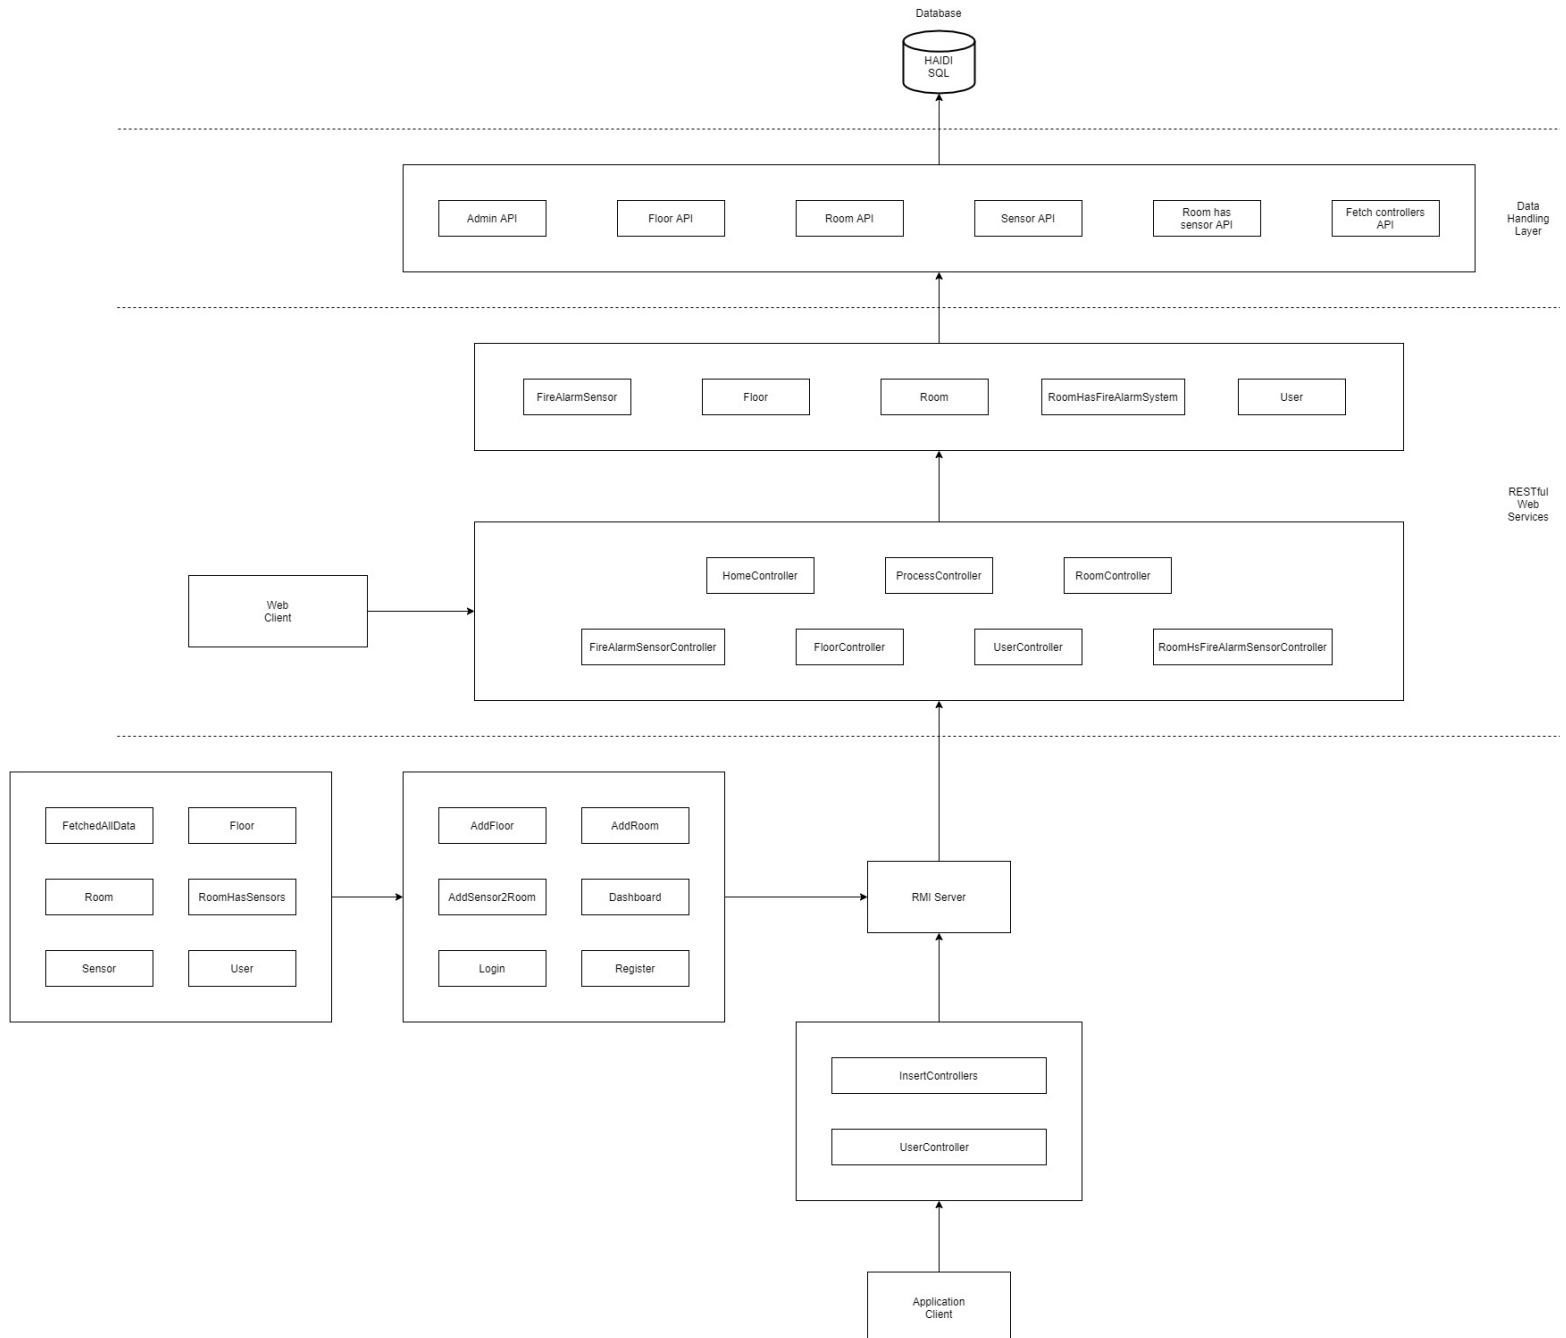 Database
HAIDI
SQL
Admin API
Floor API
Room API
Sensor API
Room has
sensor API
Fetch controllers
API
Data
Handling
Layer
FireAlarmSensor
Floor
Room
RoomHasFireAlarmSystem
User
RESTful
Web
Services
HomeController
ProcessController
RoomController
Web
Client
FireAlarmSensorController
FloorController
UserController
RoomHsFireAlarmSensorController
FetchedAllData
Floor
Room
RoomHasSensors
Sensor
User
AddFloor
AddRoom
AddSensor2Room
Dashboard
Login
Register
RMI Server
InsertControllers
UserController
Application
Client